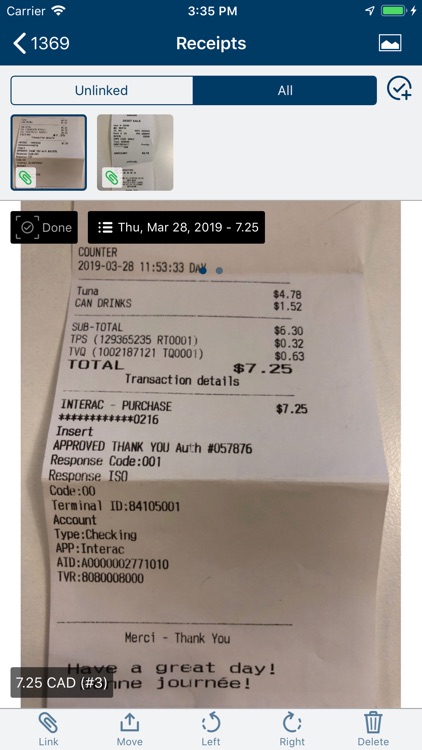 Carrier 3:35 PM
1369 Receipts
Unlinked All
Done Thu, Mar 28, 2019 - 7.25
COUNTER
2019-03-28 11:53:33 DAY
Tuna $4.78
CAN DRINKS $1.52
SUB-TOTAL $6.30
TPS (129365235 RT0001) $0.32
TVQ (1002187121 TQ0001) $0.63
TOTAL $7.25
Transaction details
INTERAC - PURCHASE $7.25
************0216
Insert
APPROVED THANK YOU Auth #057876
Response Code:001
Response ISO
Code:00
Terminal ID:84105001
Account
Type:Checking
APP:Interac
AID:A0000002771010
TVR:8080008000
Merci - Thank You
Have a great day!
7.25 CAD (#3)
journée!
Link Move Left Right Delete